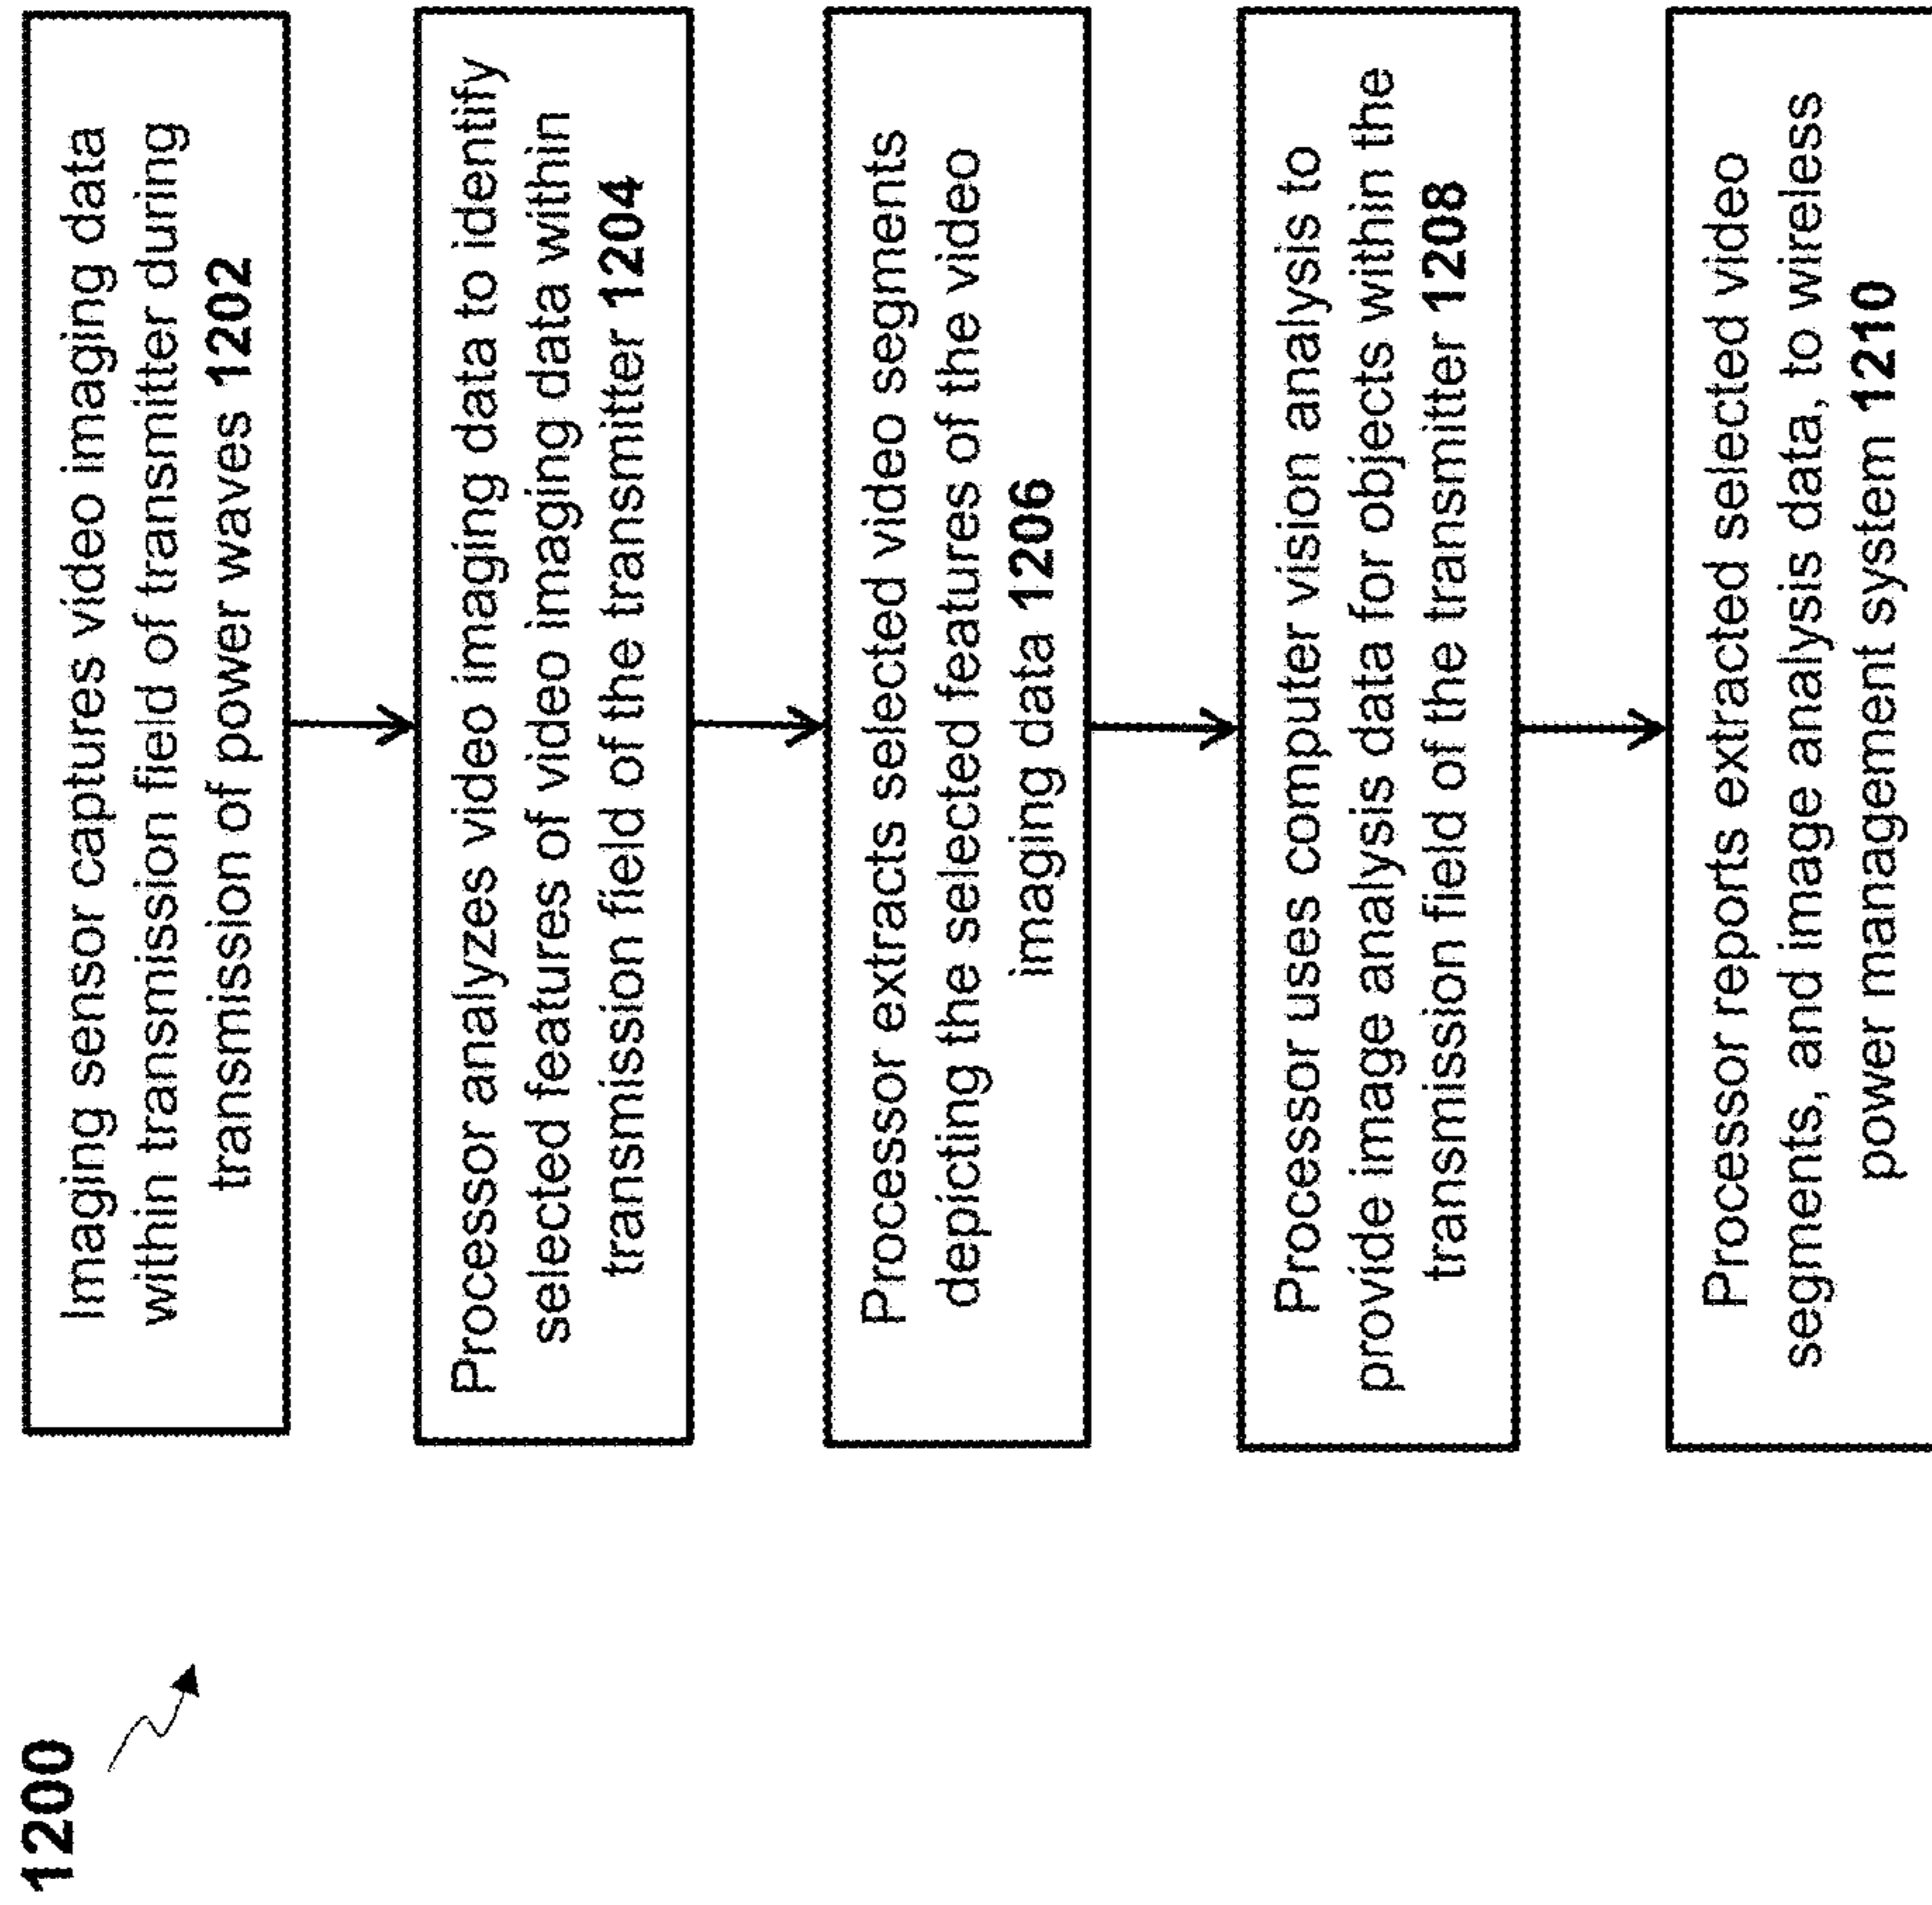 1200
Imaging sensor captures video imaging data
within transmission field of transmitter during
transmission of power waves 1202
Processor analyzes video imaging data to identify
selected features of video imaging data within
transmission field of the transmitter 1204
Processor extracts selected video segments
depicting the selected features of the video
imaging data 1206
Processor uses computer vision analysis to
provide image analysis data for objects within the
transmission field of the transmitter 1208
Processor reports extracted selected video
segments, and image analysis data, to wireless
power management system 1210